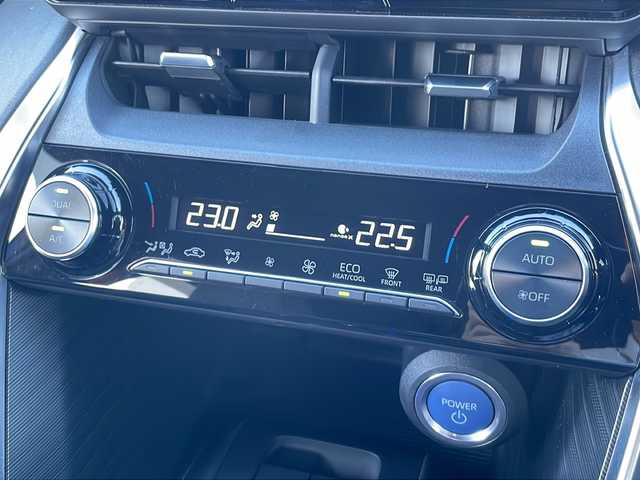 DUAL
A/C
23.0
nanoe X
22.5
ECO
HEAT/COOL
FRONT
REAR
AUTO
OFF
POWER